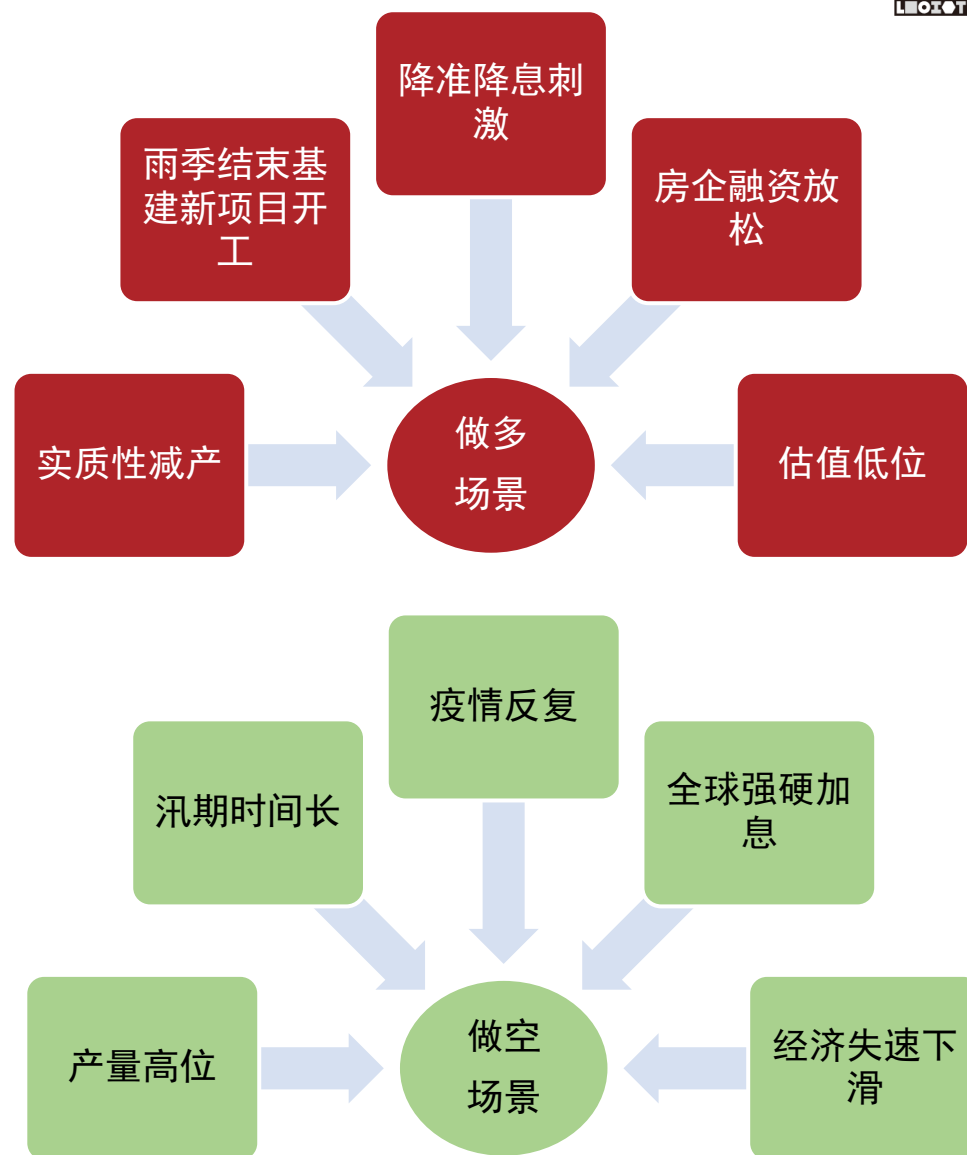 降准降息刺
激
雨季结束基
建新项目开
工
房企融资放
松
实质性减产
做多
场景
估值低位
疫情反复
汛期时间长
全球强硬加
息
产量高位
做空
场景
经济失速下
滑